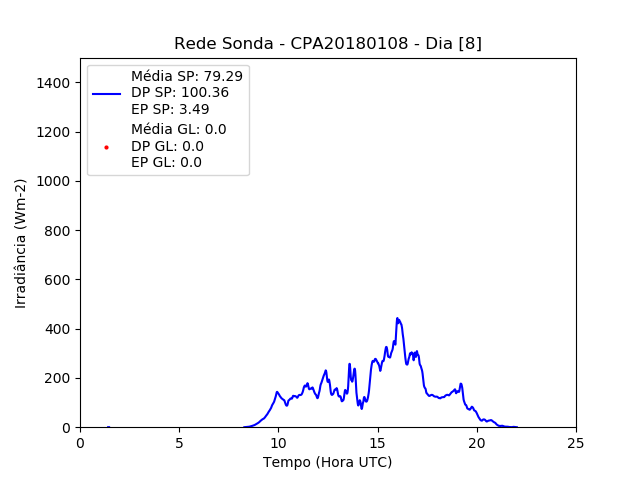 Rede Sonda - CPA20180108 - Dia [8]
Média SP: 79.29
DP SP: 100.36
EP SP: 3.49
Média GL: 0.0
DP GL: 0.0
EP GL: 0.0
1400
1200
1000
800
600
400
200
0
Irradiância (Wm-2)
0 5 10 15 20 25
Tempo (Hora UTC)